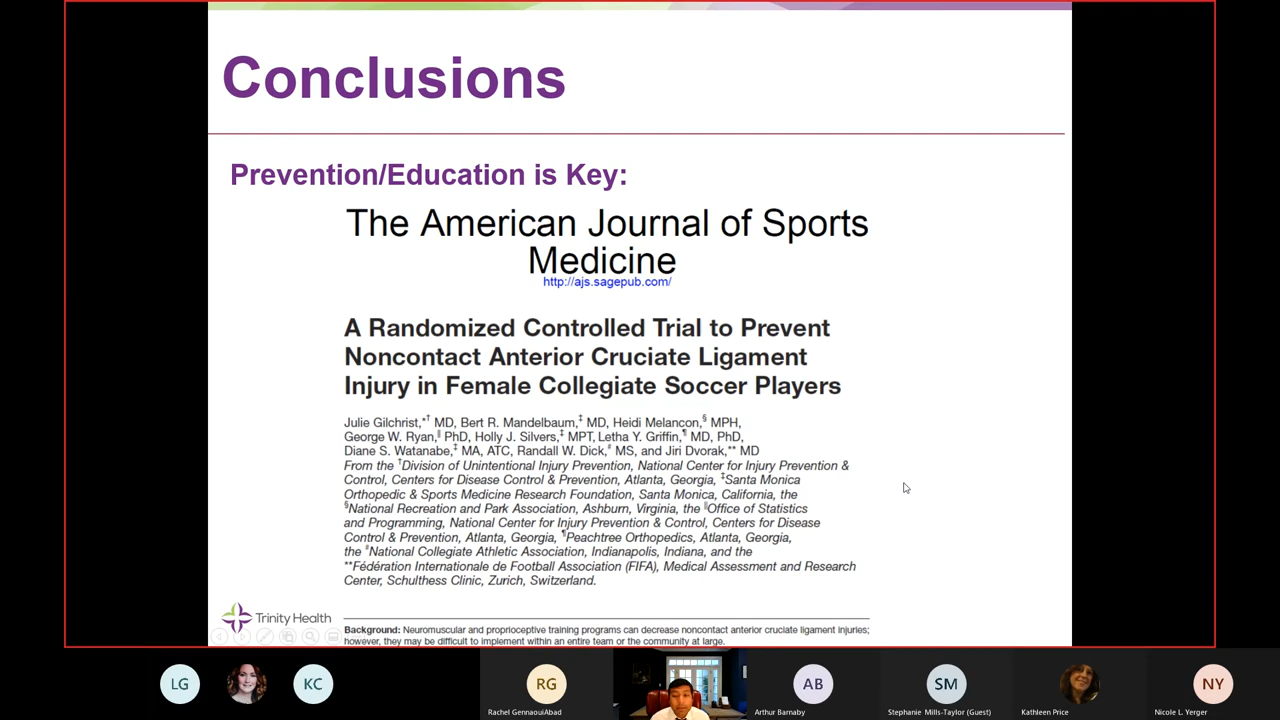 Conclusions
Prevention/Education is Key:
The American Journal of Sports
Medicine
http://ajs.sagepub.com/
A Randomized Controlled Trial to Prevent
Noncontact Anterior Cruciate Ligament
Injury in Female Collegiate Soccer Players
Julie Gilchrist,*† MD, Bert R. Mandelbaum,‡ MD, Heidi Melancon,§ MPH,
George W. Ryan,‖ PhD, Holly J. Silvers,‡ MPT, Letha Y. Griffin,¶ MD, PhD,
Diane S. Watanabe,‡ MA, ATC, Randall W. Dick,# MS, and Jiri Dvorak,** MD
From the †Division of Unintentional Injury Prevention, National Center for Injury Prevention &
Control, Centers for Disease Control & Prevention, Atlanta, Georgia, ‡Santa Monica
Orthopedic & Sports Medicine Research Foundation, Santa Monica, California, the
§National Recreation and Park Association, Ashburn, Virginia, the ‖Office of Statistics
and Programming, National Center for Injury Prevention & Control, Centers for Disease
Control & Prevention, Atlanta, Georgia, ¶Peachtree Orthopedics, Atlanta, Georgia,
the #National Collegiate Athletic Association, Indianapolis, Indiana, and the
**Fédération Internationale de Football Association (FIFA), Medical Assessment and Research
Center, Schulthess Clinic, Zurich, Switzerland.
Trinity Health
Background: Neuromuscular and proprioceptive training programs can decrease noncontact anterior cruciate ligament injuries;
however, they may be difficult to implement within an entire team or the community at large.
LG
KC
RG
AB
SM
NY
Rachel GennaouiAbad
Arthur Barnaby
Stephanie Mills-Taylor (Guest)
Kathleen Price
Nicole L. Yerger